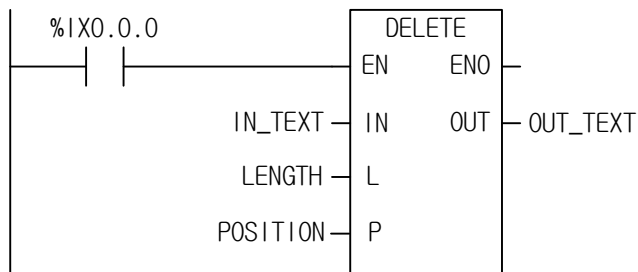 %IX0.0.0
DELETE
EN ENO
IN_TEXT IN OUT OUT_TEXT
LENGTH L
POSITION P